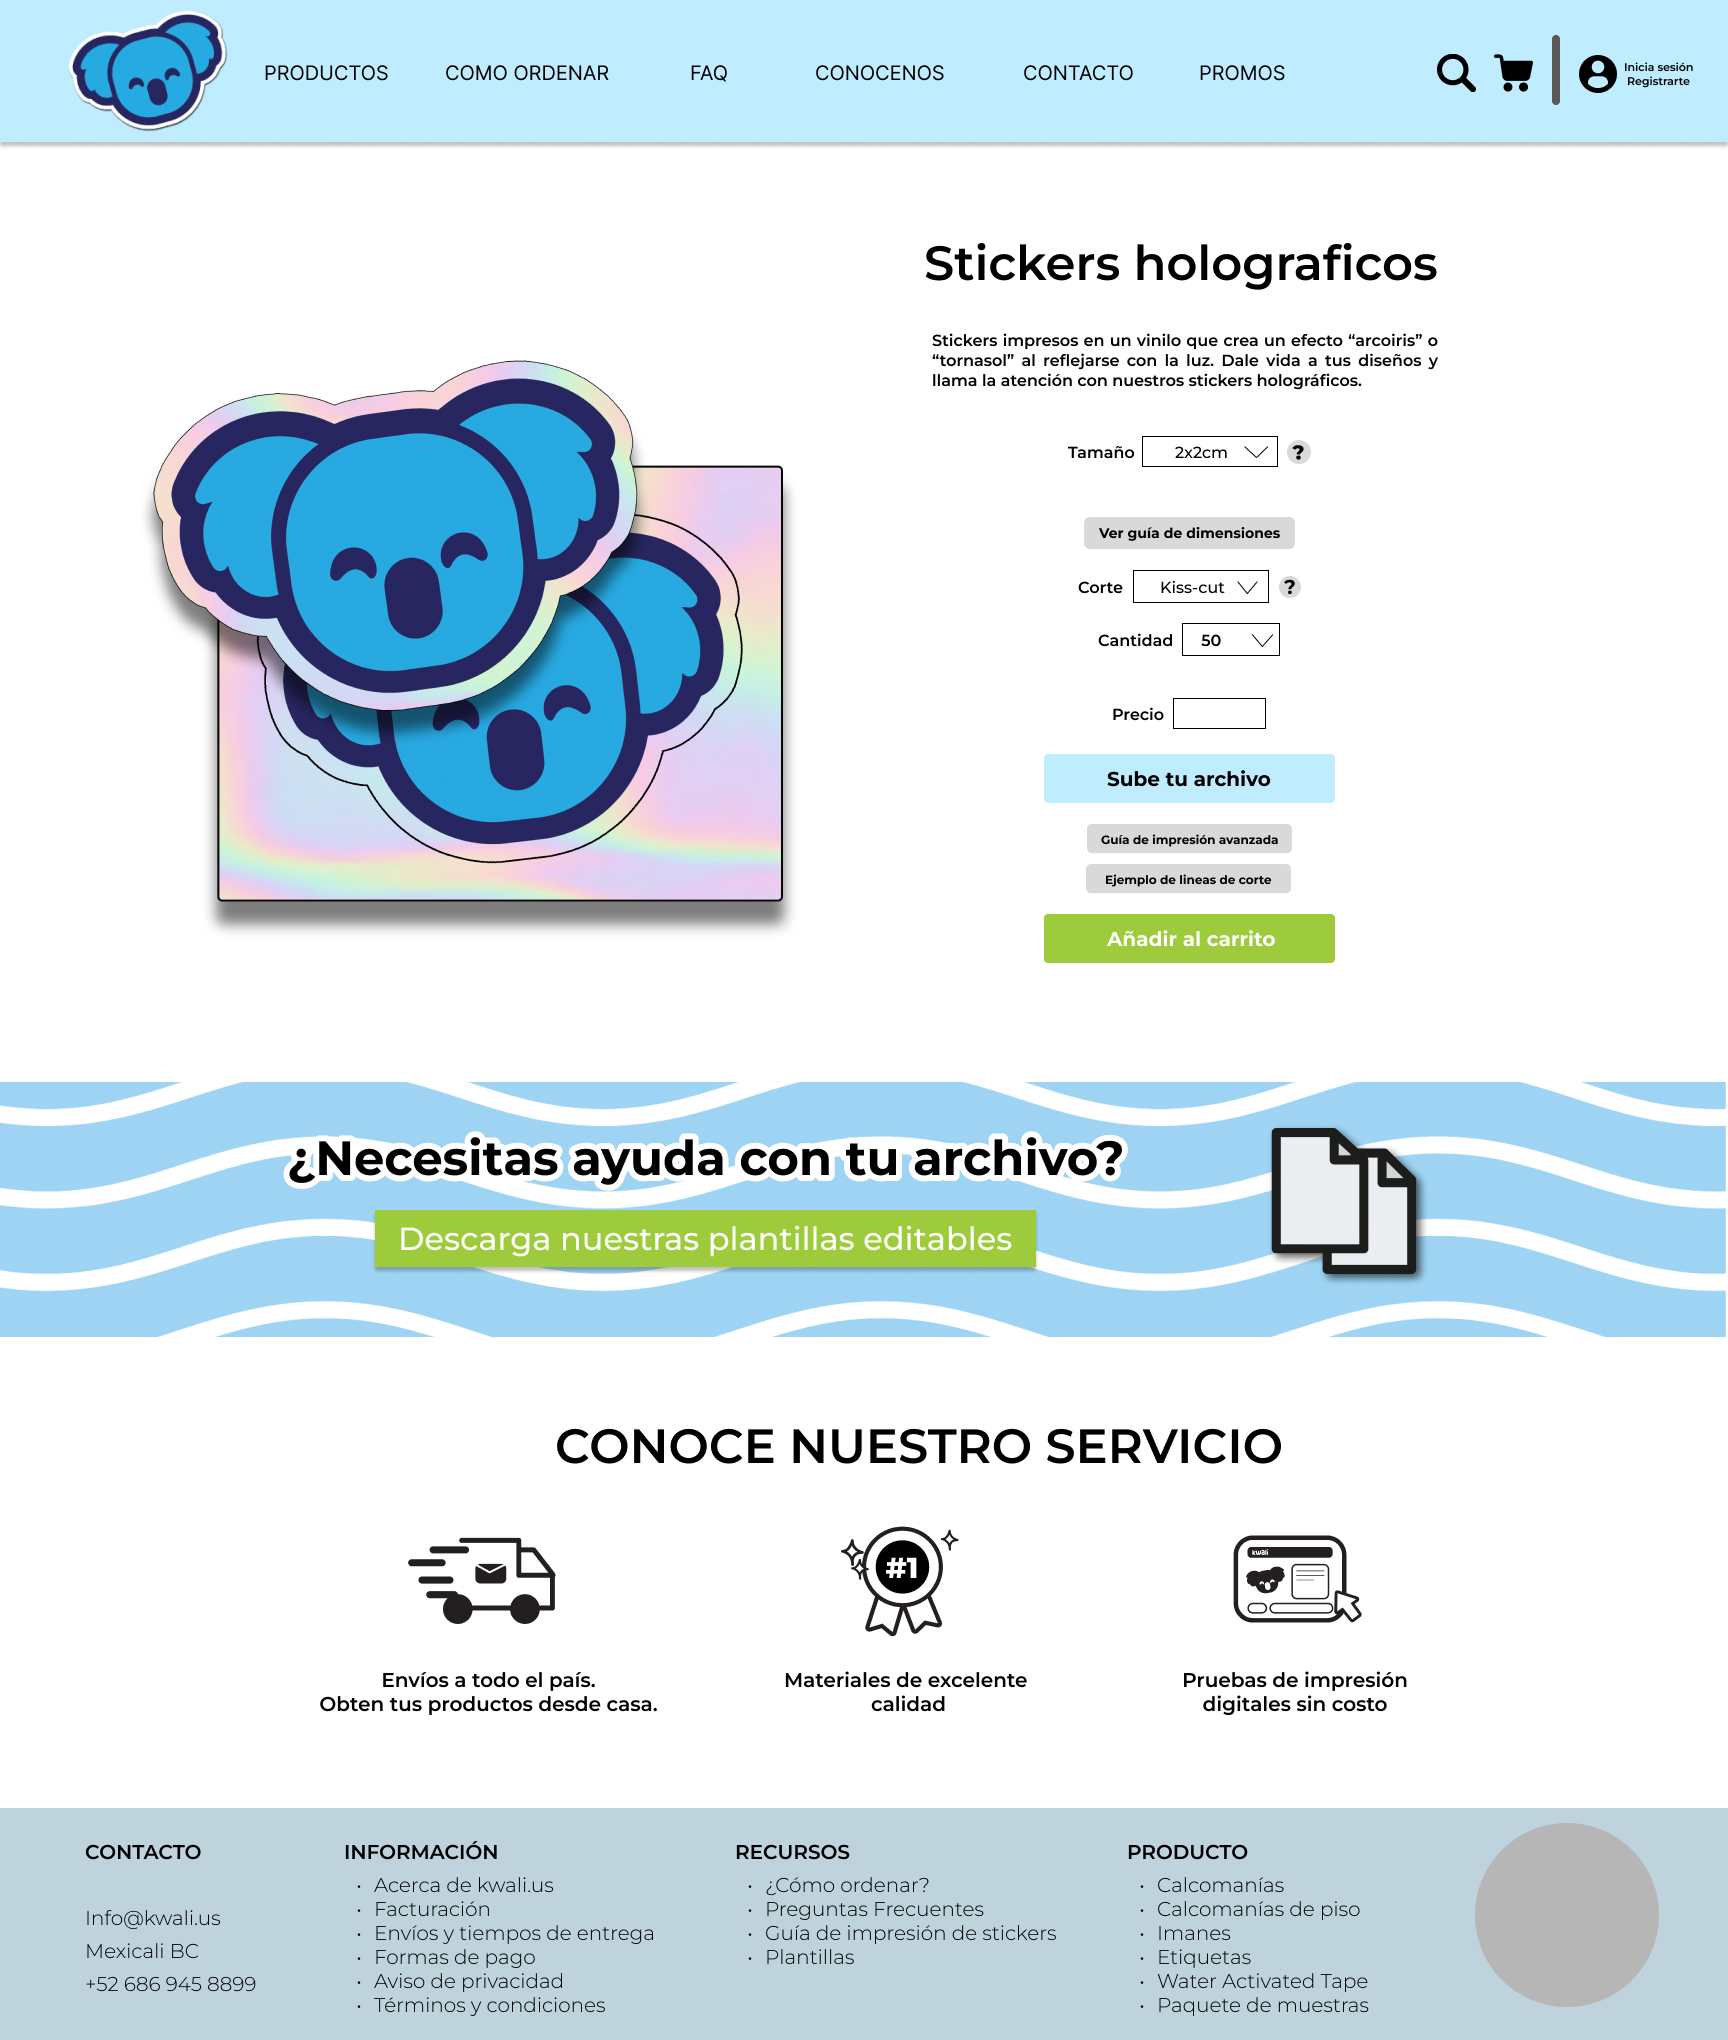 PRODUCTOS COMO ORDENAR FAQ CONOCENOS CONTACTO PROMOS
Inicia sesión
Registrarte
Stickers holograficos
Stickers impresos en un vinilo que crea un efecto “arcoiris” o
“tornasol” al reflejarse con la luz. Dale vida a tus diseños y
llama la atención con nuestros stickers holográficos.
Tamaño 2x2cm ?
Ver guía de dimensiones
Corte Kiss-cut ?
Cantidad 50
Precio
Sube tu archivo
Guía de impresión avanzada
Ejemplo de lineas de corte
Añadir al carrito
¿Necesitas ayuda con tu archivo?
Descarga nuestras plantillas editables
CONOCE NUESTRO SERVICIO
#1
kwali
Envíos a todo el país.
Obten tus productos desde casa.
Materiales de excelente
calidad
Pruebas de impresión
digitales sin costo
CONTACTO
Info@kwali.us
Mexicali BC
+52 686 945 8899
INFORMACIÓN
• Acerca de kwali.us
• Facturación
• Envíos y tiempos de entrega
• Formas de pago
• Aviso de privacidad
• Términos y condiciones
RECURSOS
• ¿Cómo ordenar?
• Preguntas Frecuentes
• Guía de impresión de stickers
• Plantillas
PRODUCTO
• Calcomanías
• Calcomanías de piso
• Imanes
• Etiquetas
• Water Activated Tape
• Paquete de muestras